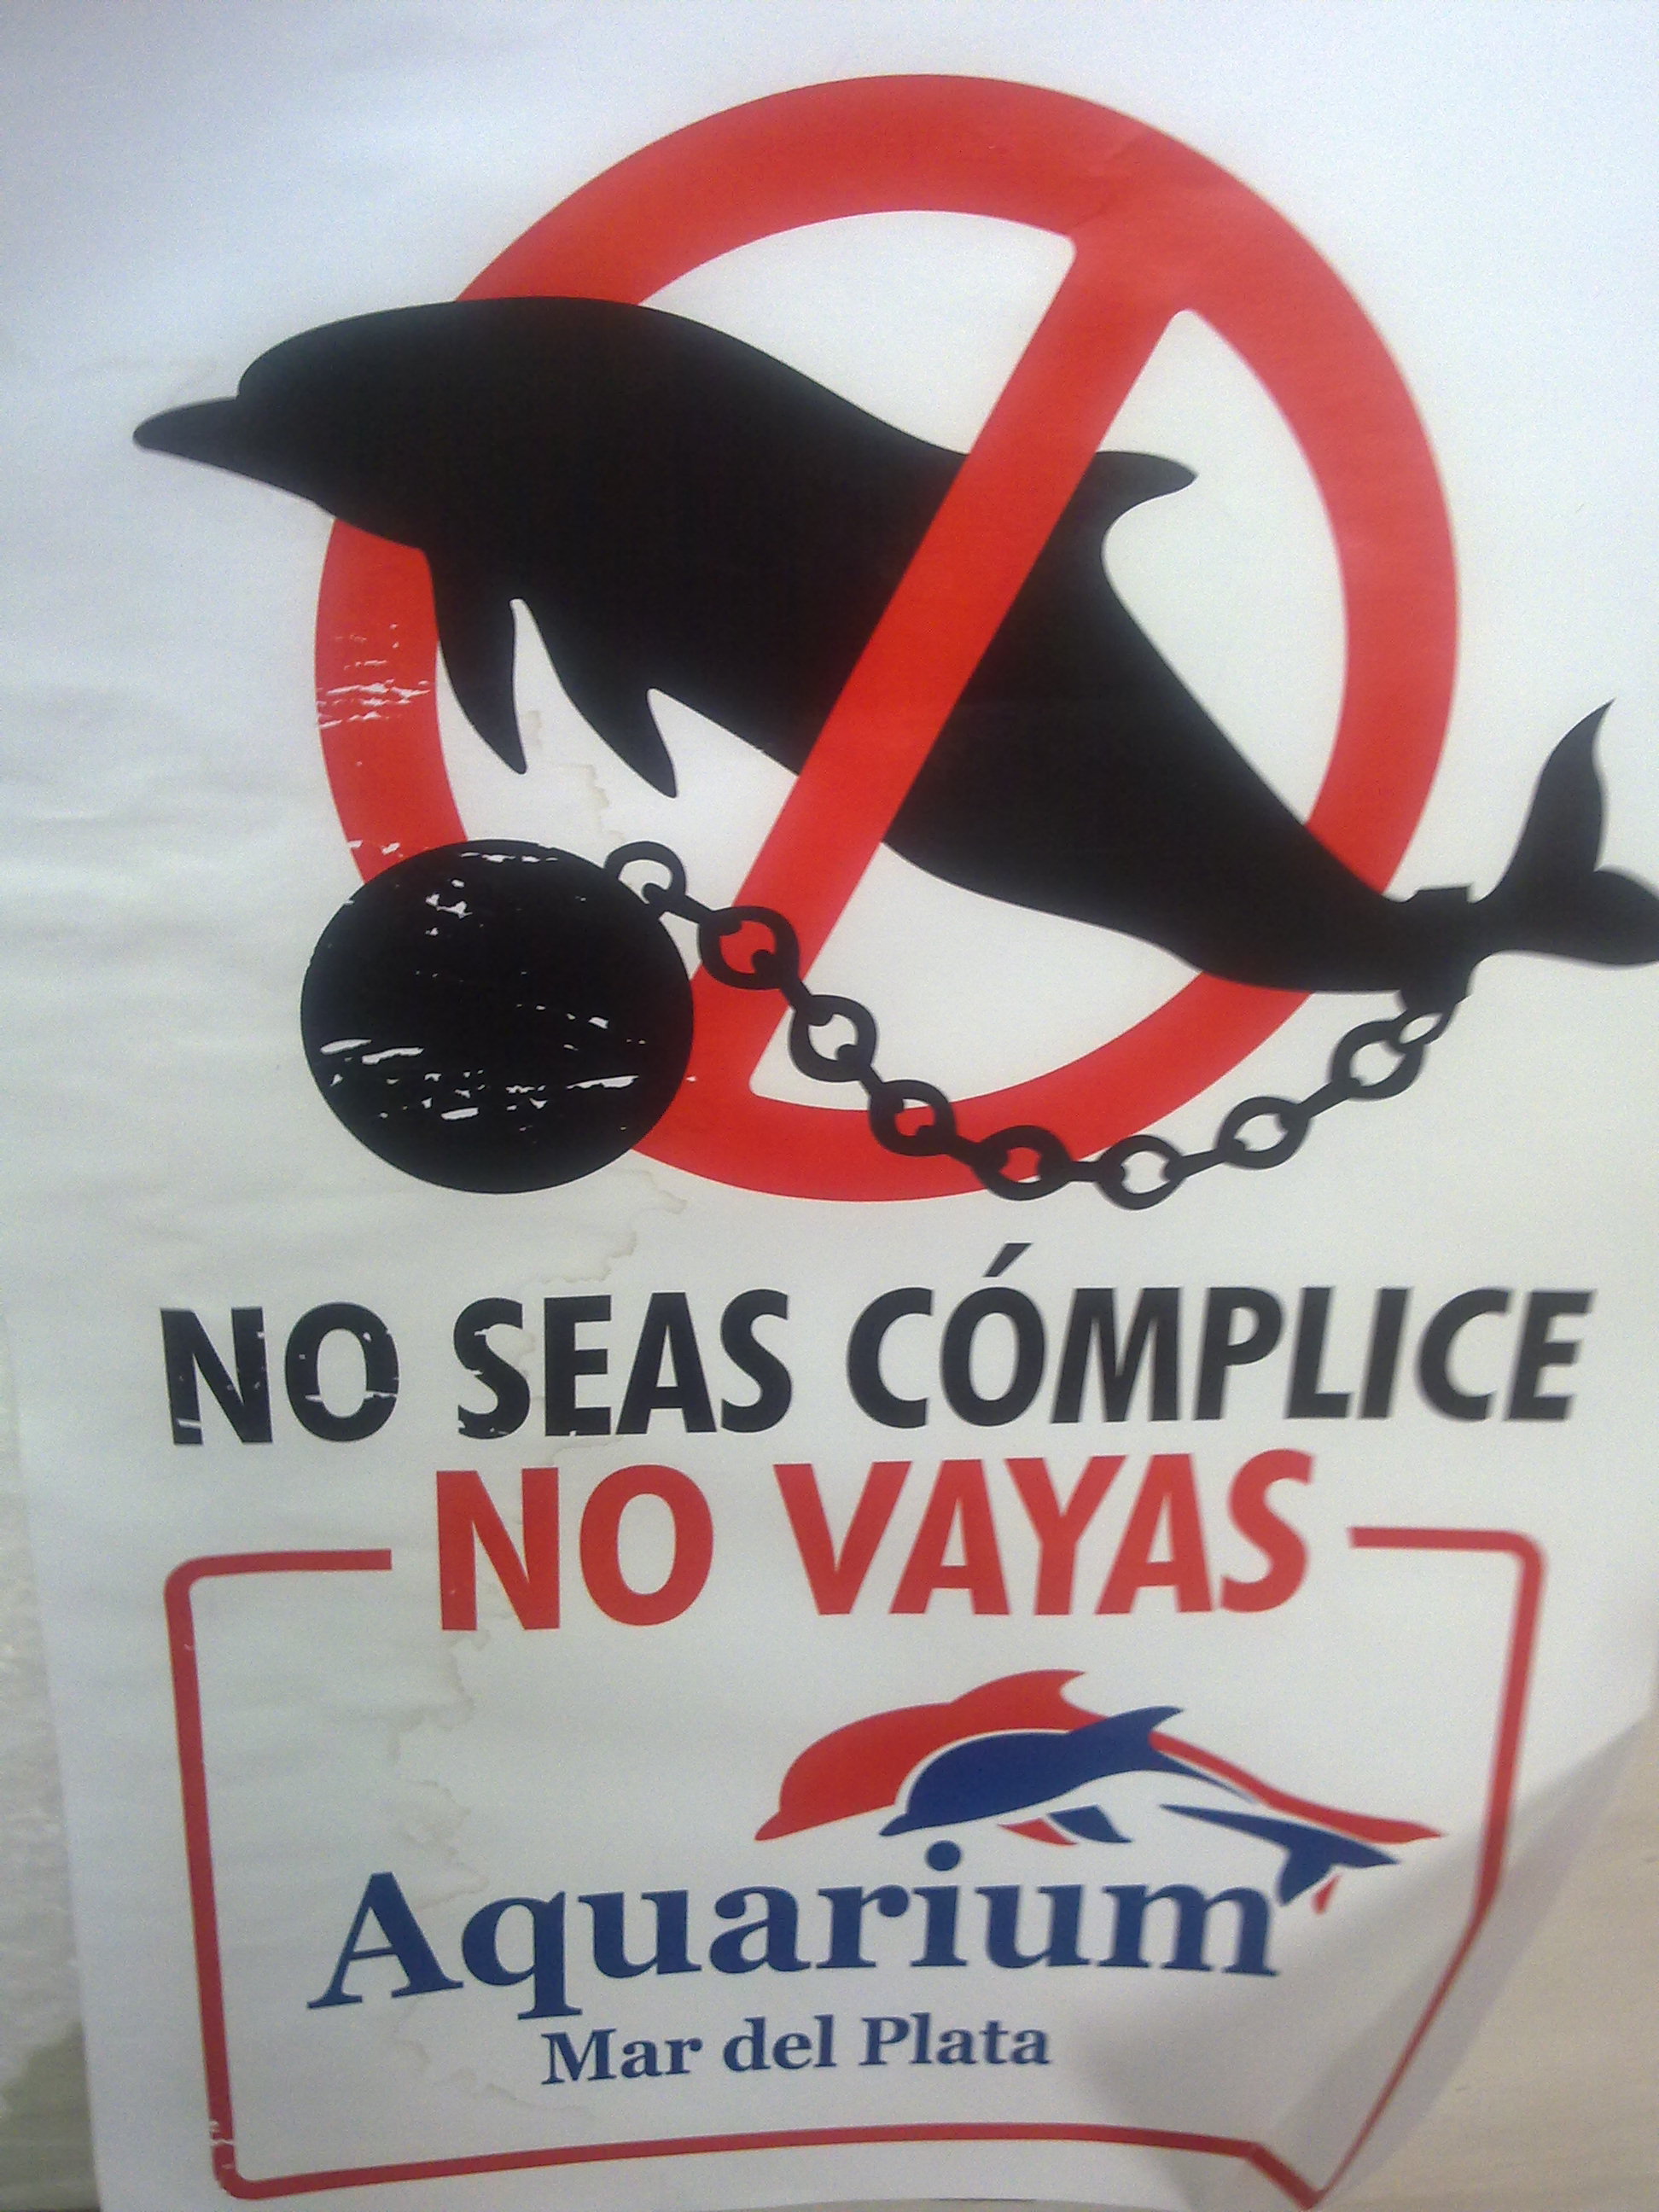 NO SEAS CÓMPLICE
NO VAYAS
Aquarium
Mar del Plata